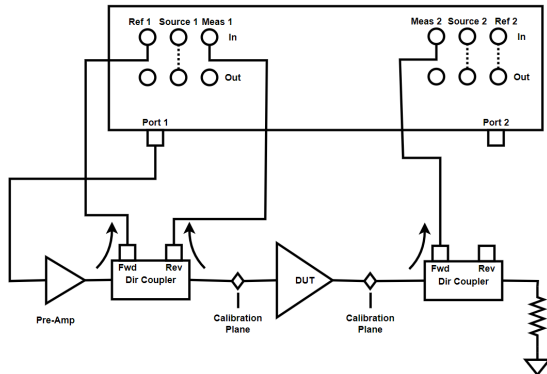 Ref 1 Source 1 Meas 1
In
Out
Meas 2 Source 2 Ref 2
In
Out
Port 1
Port 2
Fwd Rev
Dir Coupler
Pre-Amp
Calibration
Plane
DUT
Calibration
Plane
Fwd Rev
Dir Coupler